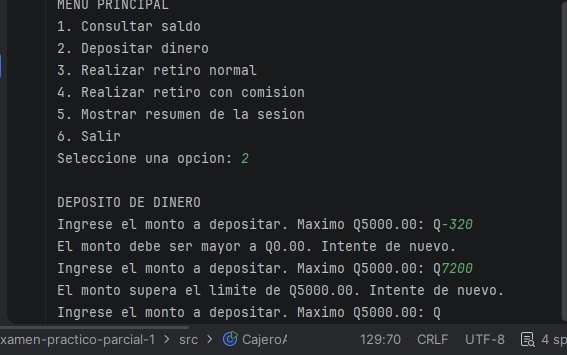 MENU PRINCIPAL
1. Consultar saldo
2. Depositar dinero
3. Realizar retiro normal
4. Realizar retiro con comision
5. Mostrar resumen de la sesion
6. Salir
Seleccione una opcion: 2
DEPOSITO DE DINERO
Ingrese el monto a depositar. Maximo Q5000.00: Q-320
El monto debe ser mayor a Q0.00. Intente de nuevo.
Ingrese el monto a depositar. Maximo Q5000.00: Q7200
El monto supera el limite de Q5000.00. Intente de nuevo.
Ingrese el monto a depositar. Maximo Q5000.00: Q
xamen-practico-parcial-1 > src > CajeroA 129:70 CRLF UTF-8 4 sp